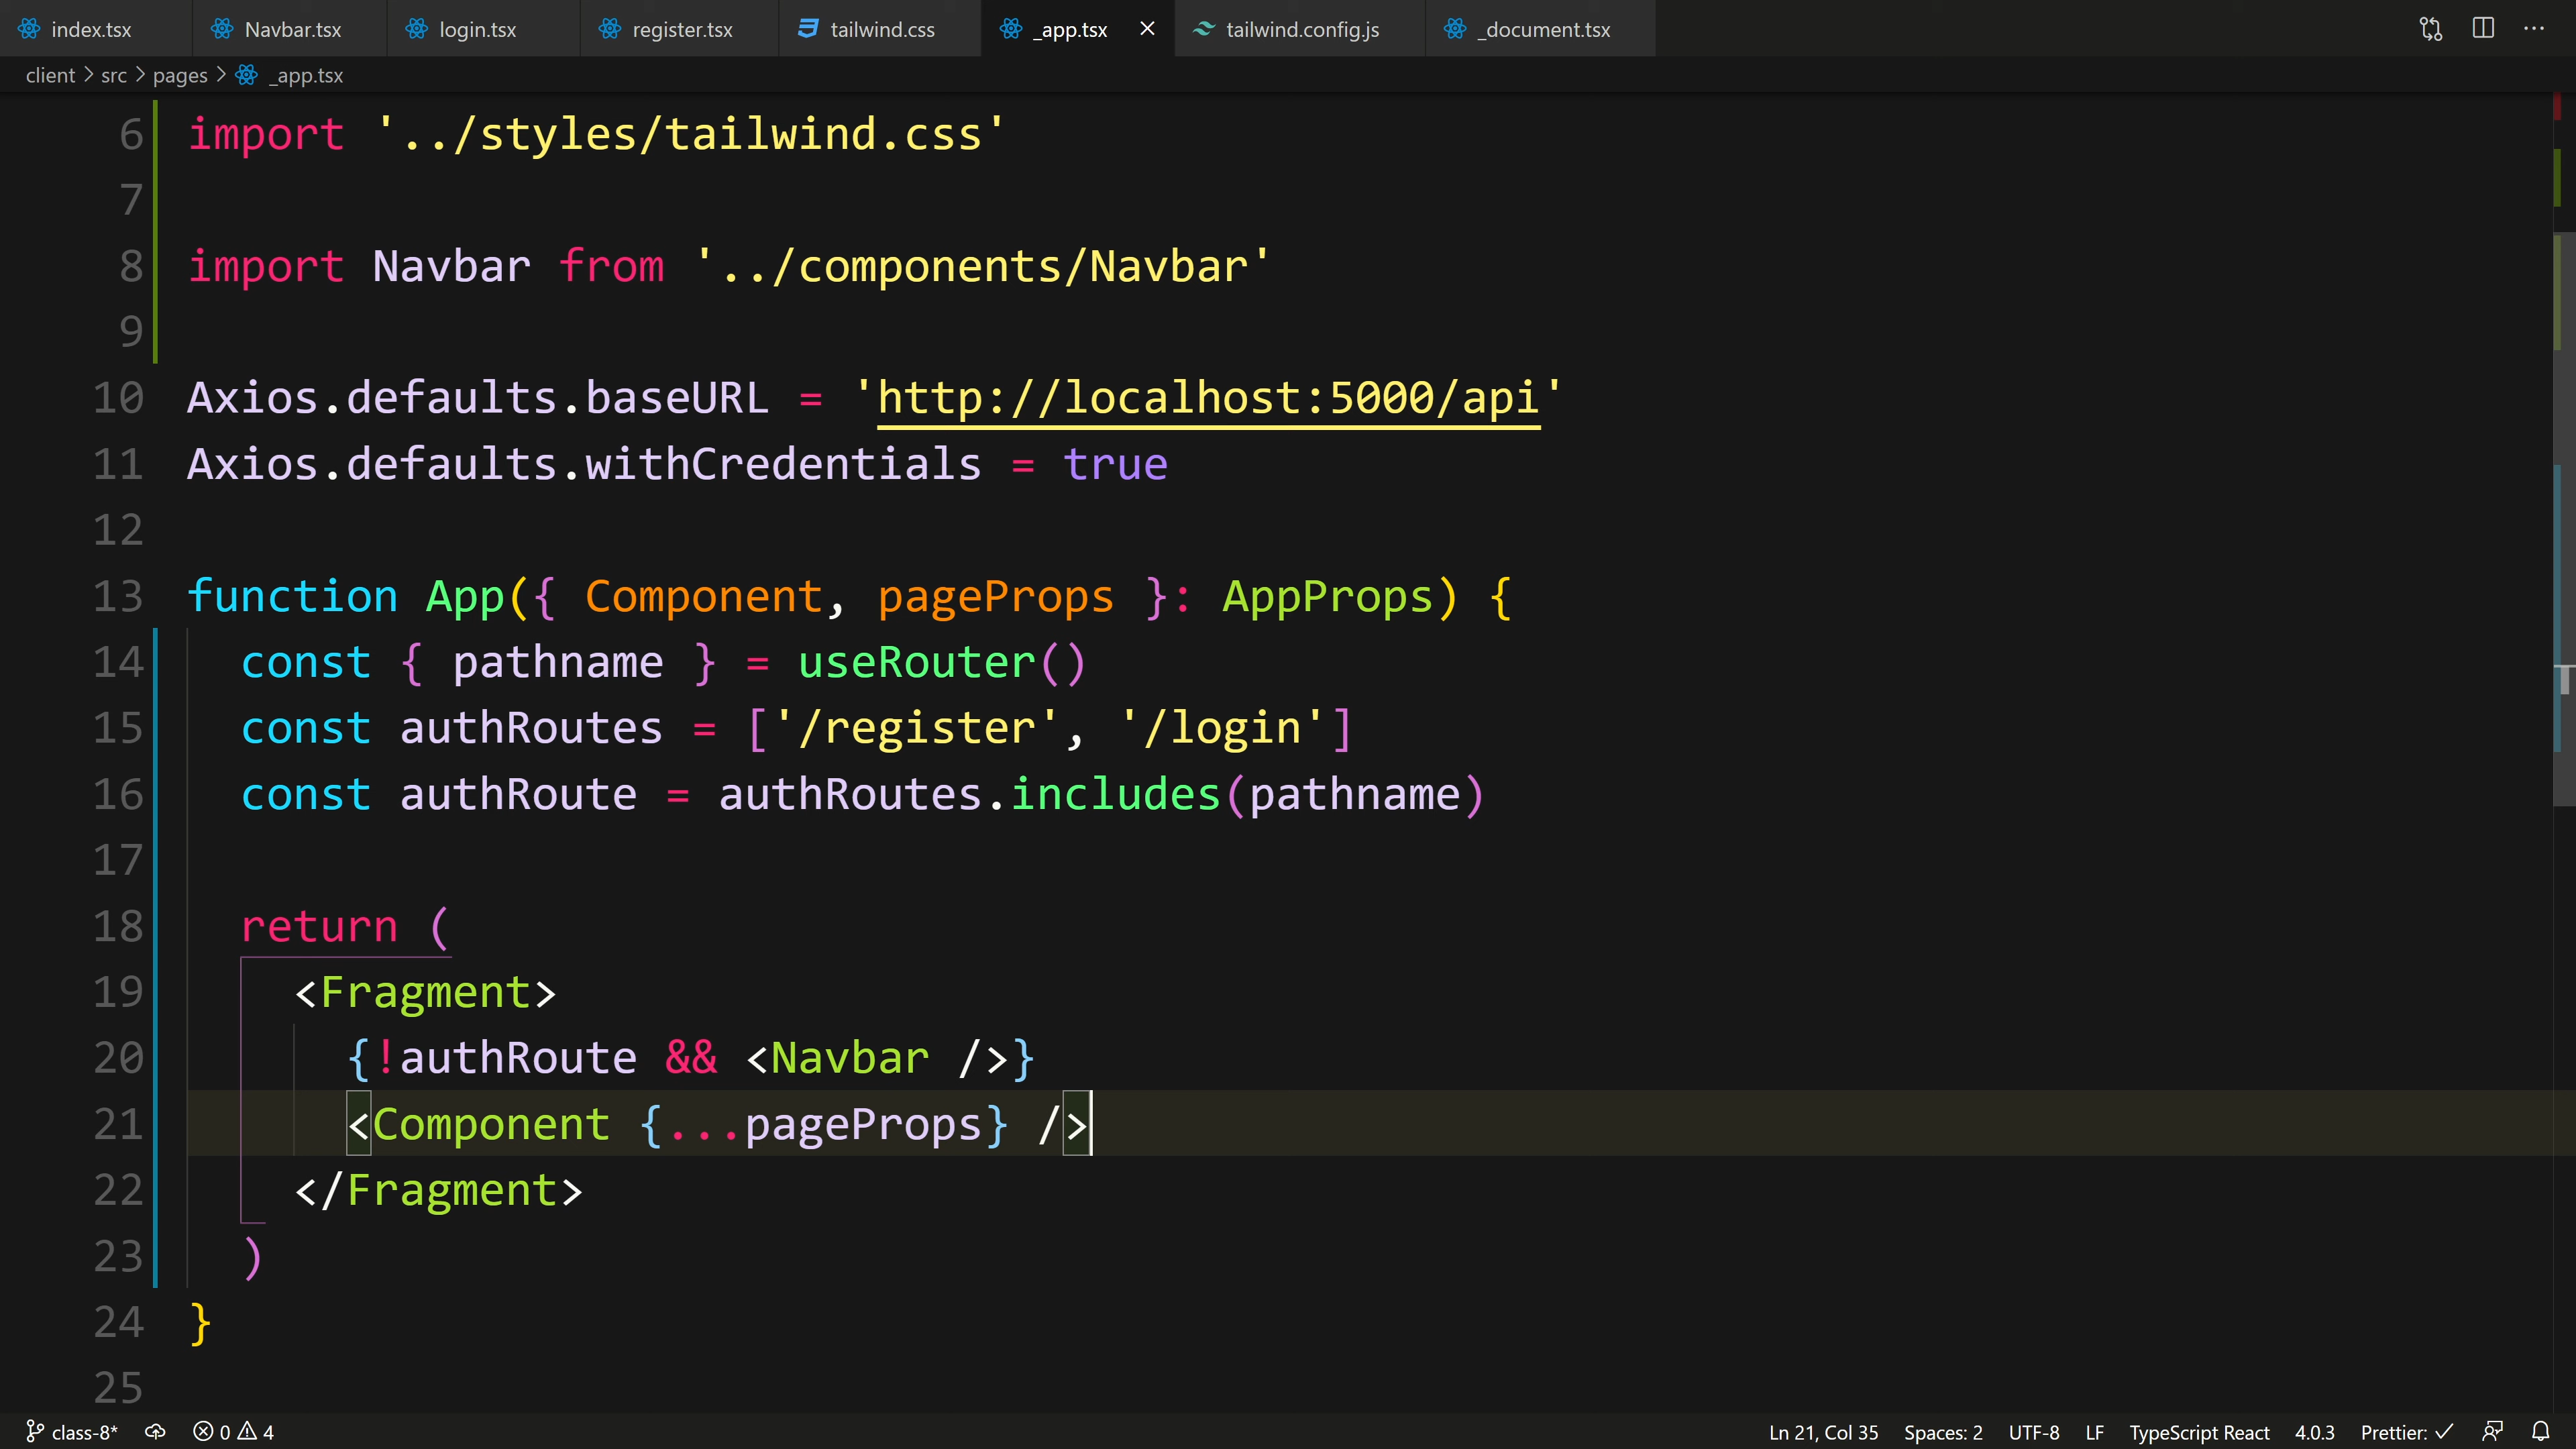 index.tsx Navbar.tsx login.tsx register.tsx tailwind.css _app.tsx tailwind.config.js _document.tsx
client > src > pages > _app.tsx
6 import '../styles/tailwind.css'
7
8 import Navbar from '../components/Navbar'
9
10 Axios.defaults.baseURL = 'http://localhost:5000/api'
11 Axios.defaults.withCredentials = true
12
13 function App({ Component, pageProps }: AppProps) {
14 const { pathname } = useRouter()
15 const authRoutes = ['/register', '/login']
16 const authRoute = authRoutes.includes(pathname)
17
18 return (
19 <Fragment>
20 {!authRoute && <Navbar />}
21 <Component {...pageProps} />
22 </Fragment>
23 )
24 }
25
class-8* 0 4 Ln 21, Col 35 Spaces: 2 UTF-8 LF TypeScript React 4.0.3 Prettier: ✓